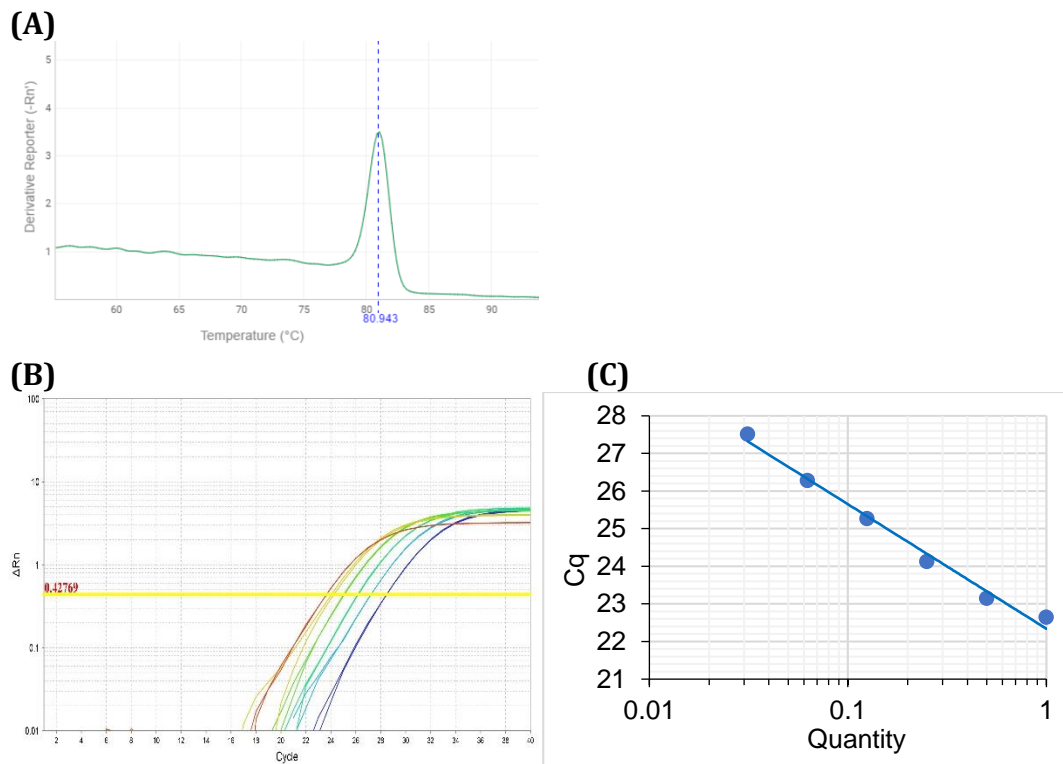 (A)
Derivative Reporter (-Rn')
5
4
3
2
1
60 65 70 75 80 85 90
80.943
Temperature (°C)
(B)
ΔRn
100
10
1
0.42769
0.1
0.01
2 4 6 8 10 12 14 16 18 20 22 24 26 28 30 32 34 36 38 40
Cycle
(C)
Cq
28
27
26
25
24
23
22
21
0.01 0.1 1
Quantity